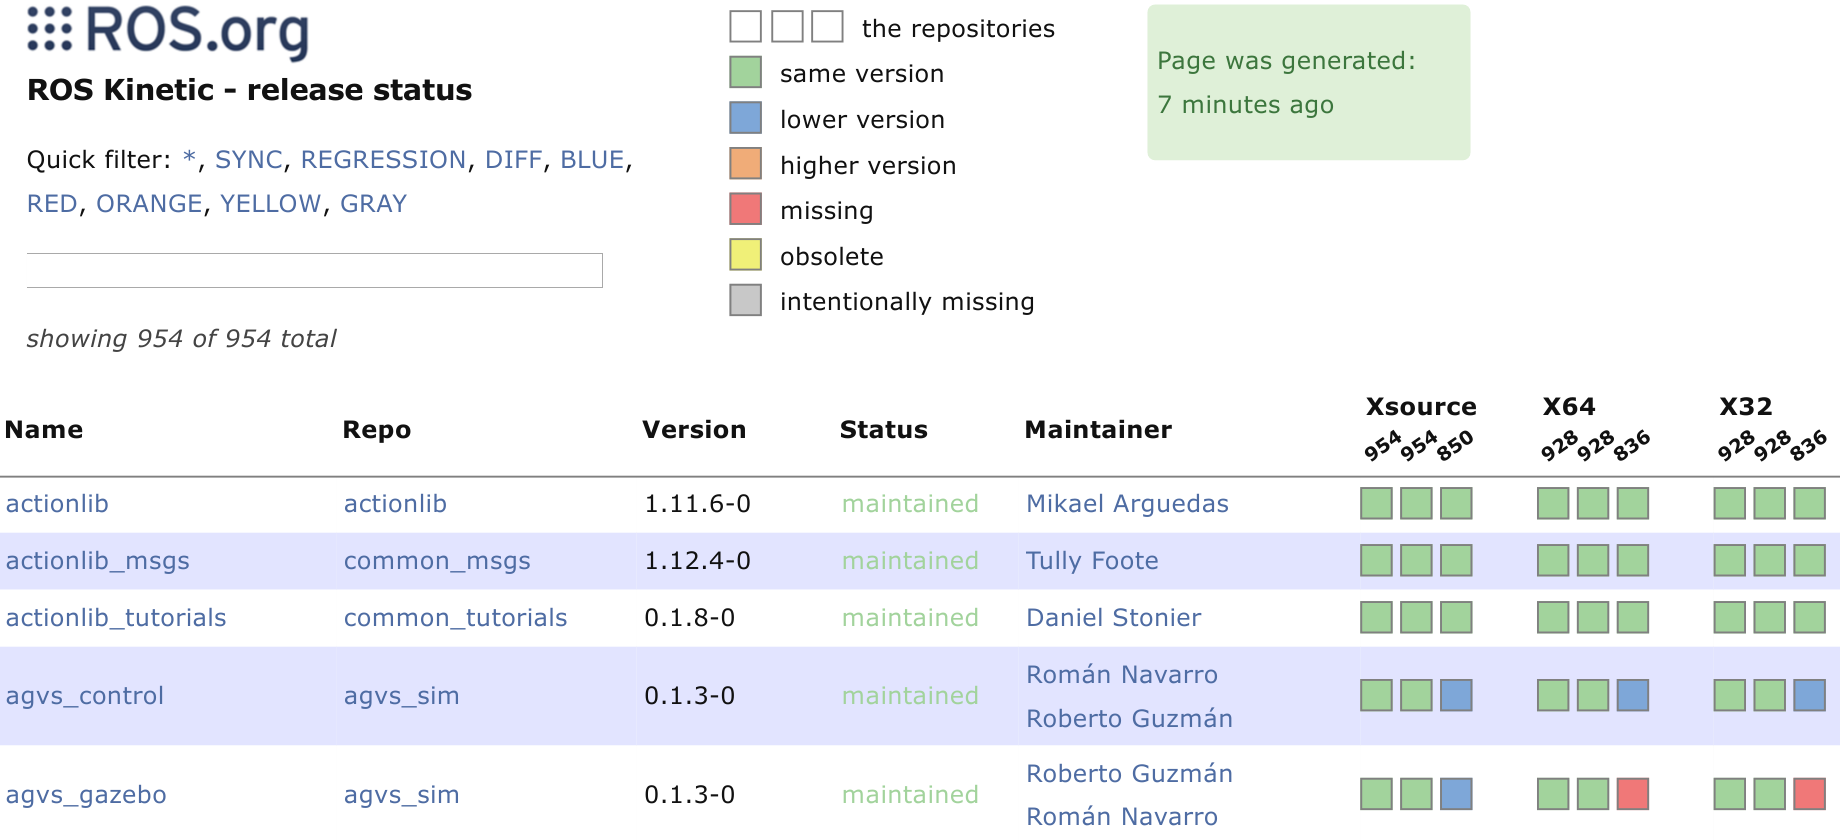 ROS.org
ROS Kinetic - release status
Quick filter: *, SYNC, REGRESSION, DIFF, BLUE,
RED, ORANGE, YELLOW, GRAY
showing 954 of 954 total
the repositories
same version
lower version
higher version
missing
obsolete
intentionally missing
Page was generated:
7 minutes ago
Name Repo Version Status Maintainer Xsource X64 X32
954 954 850 928 928 836 928 928 836
actionlib actionlib 1.11.6-0 maintained Mikael Arguedas
actionlib_msgs common_msgs 1.12.4-0 maintained Tully Foote
actionlib_tutorials common_tutorials 0.1.8-0 maintained Daniel Stonier
agvs_control agvs_sim 0.1.3-0 maintained Román Navarro
Roberto Guzmán
agvs_gazebo agvs_sim 0.1.3-0 maintained Roberto Guzmán
Román Navarro